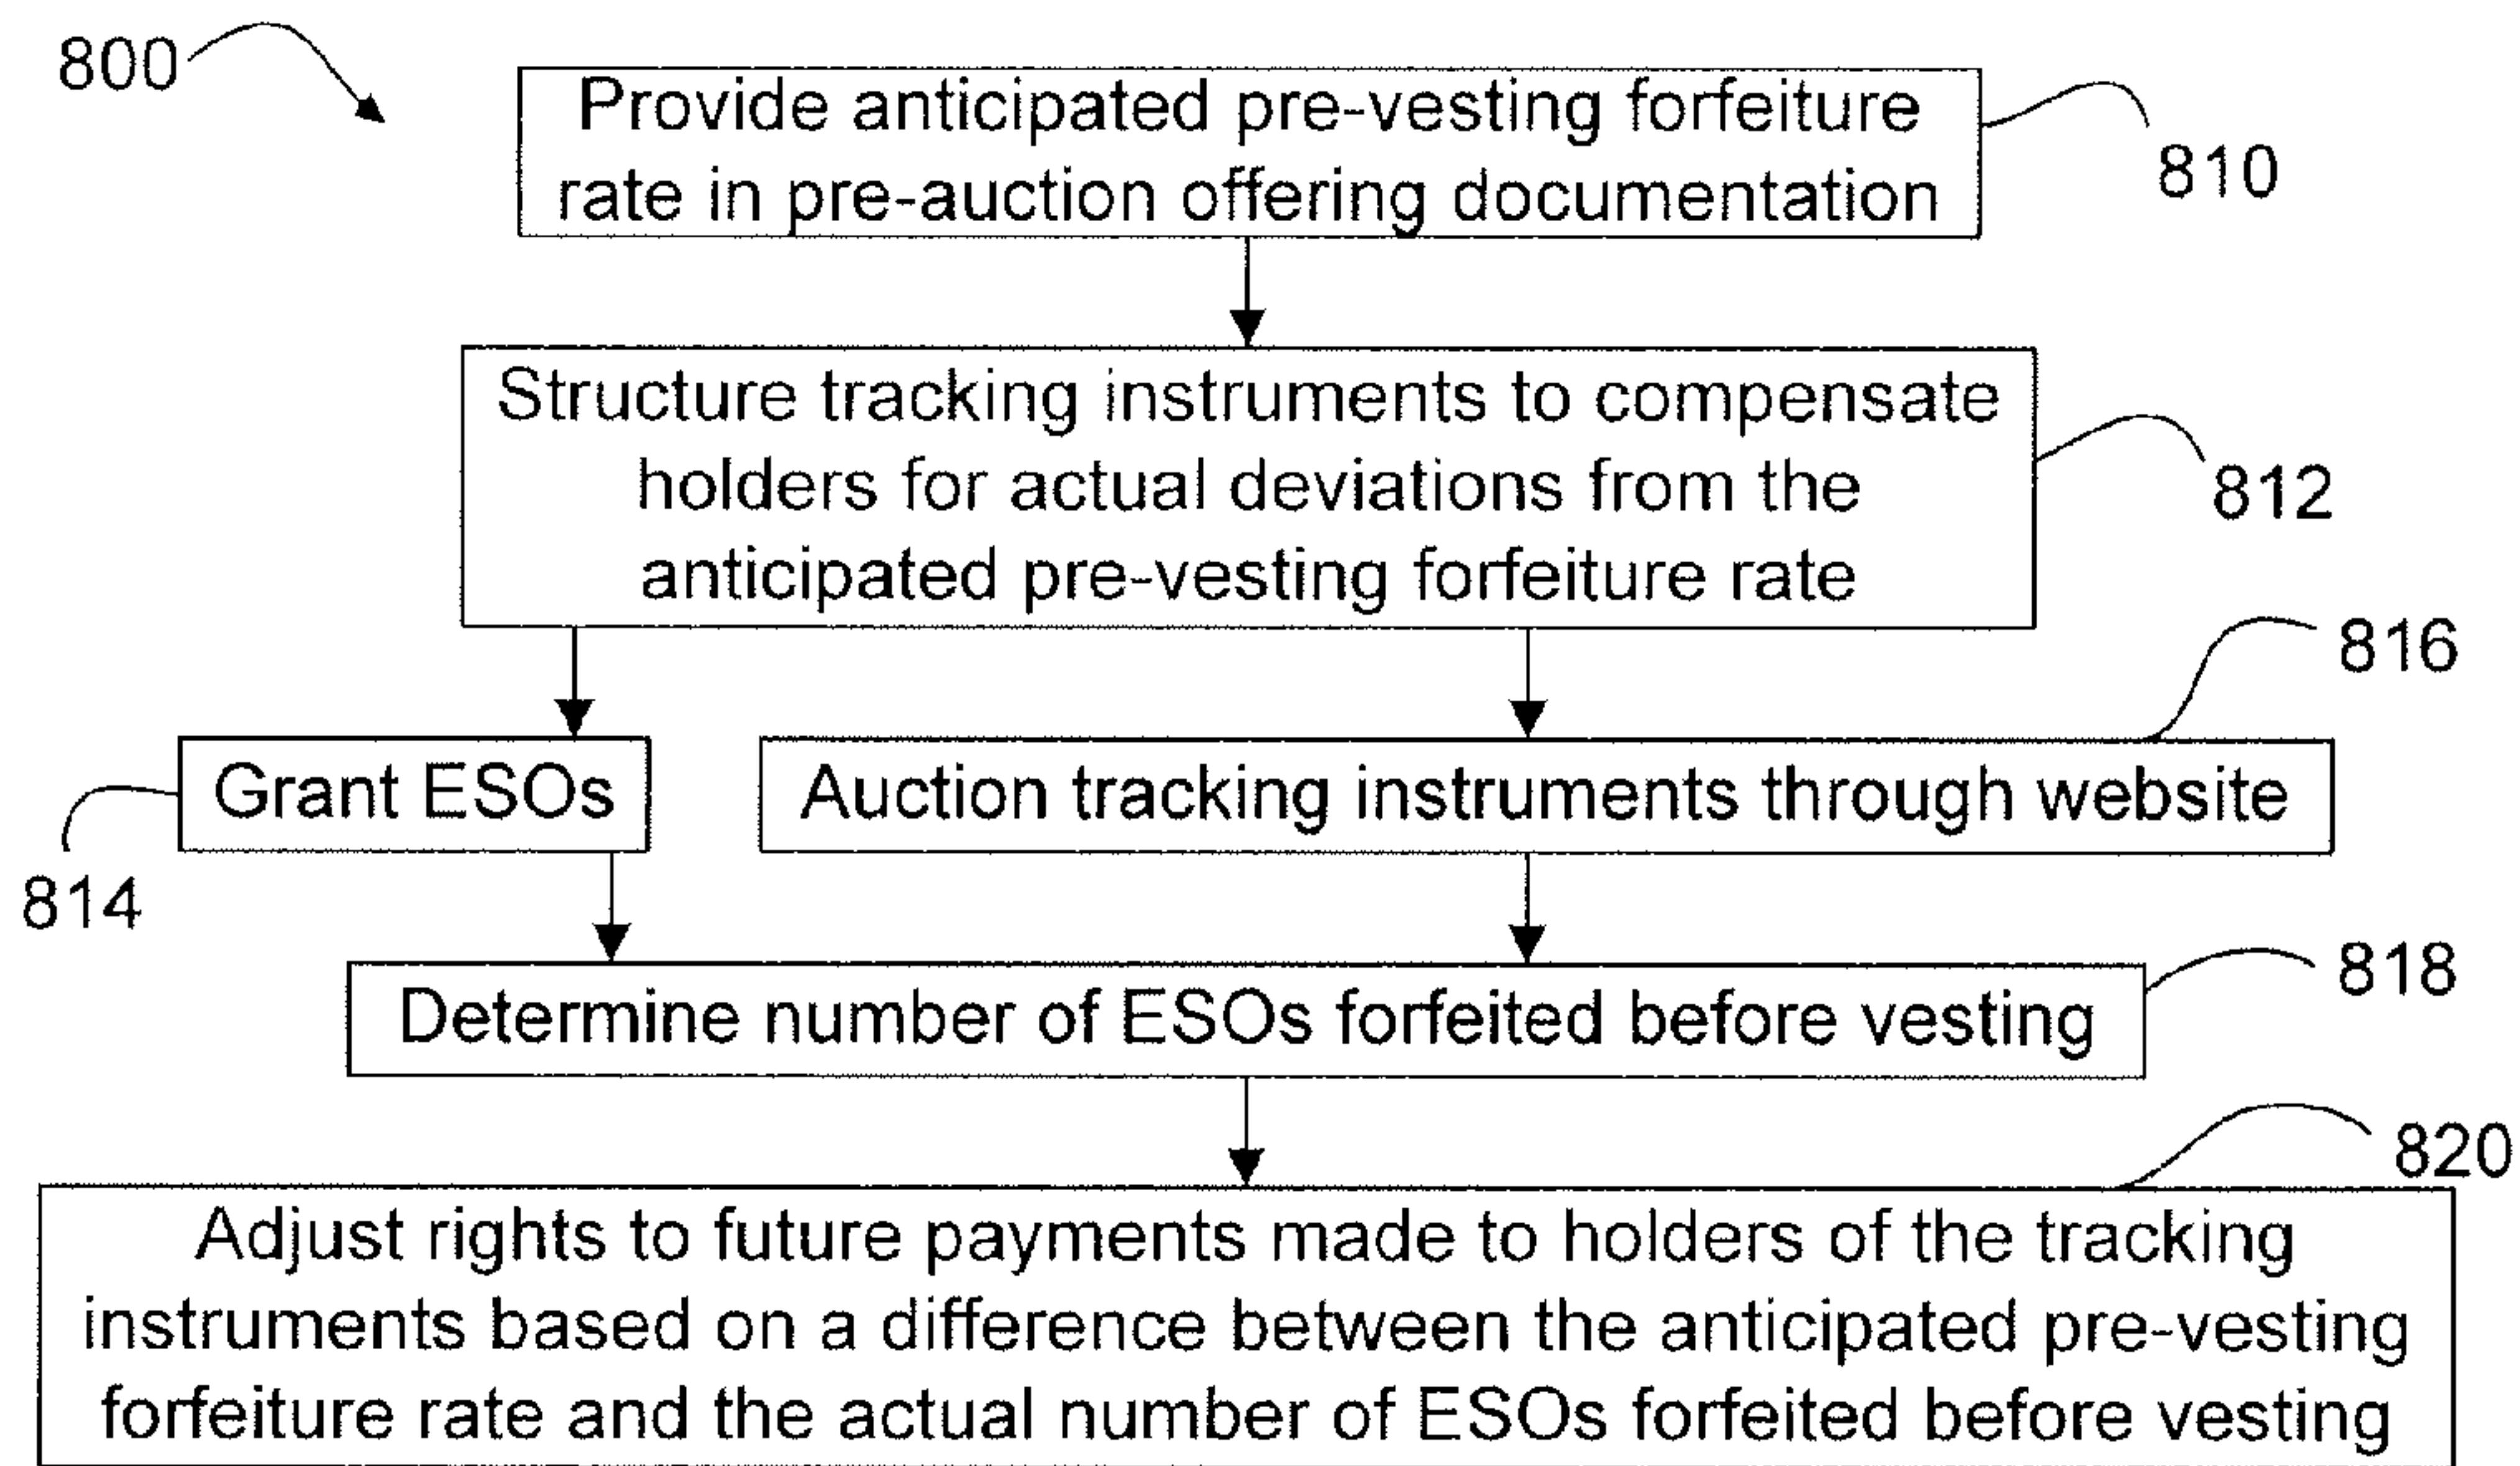 800
Provide anticipated pre-vesting forfeiture
rate in pre-auction offering documentation
810
Structure tracking instruments to compensate
holders for actual deviations from the
anticipated pre-vesting forfeiture rate
812
816
Grant ESOs
Auction tracking instruments through website
814
818
Determine number of ESOs forfeited before vesting
820
Adjust rights to future payments made to holders of the tracking
instruments based on a difference between the anticipated pre-vesting
forfeiture rate and the actual number of ESOs forfeited before vesting